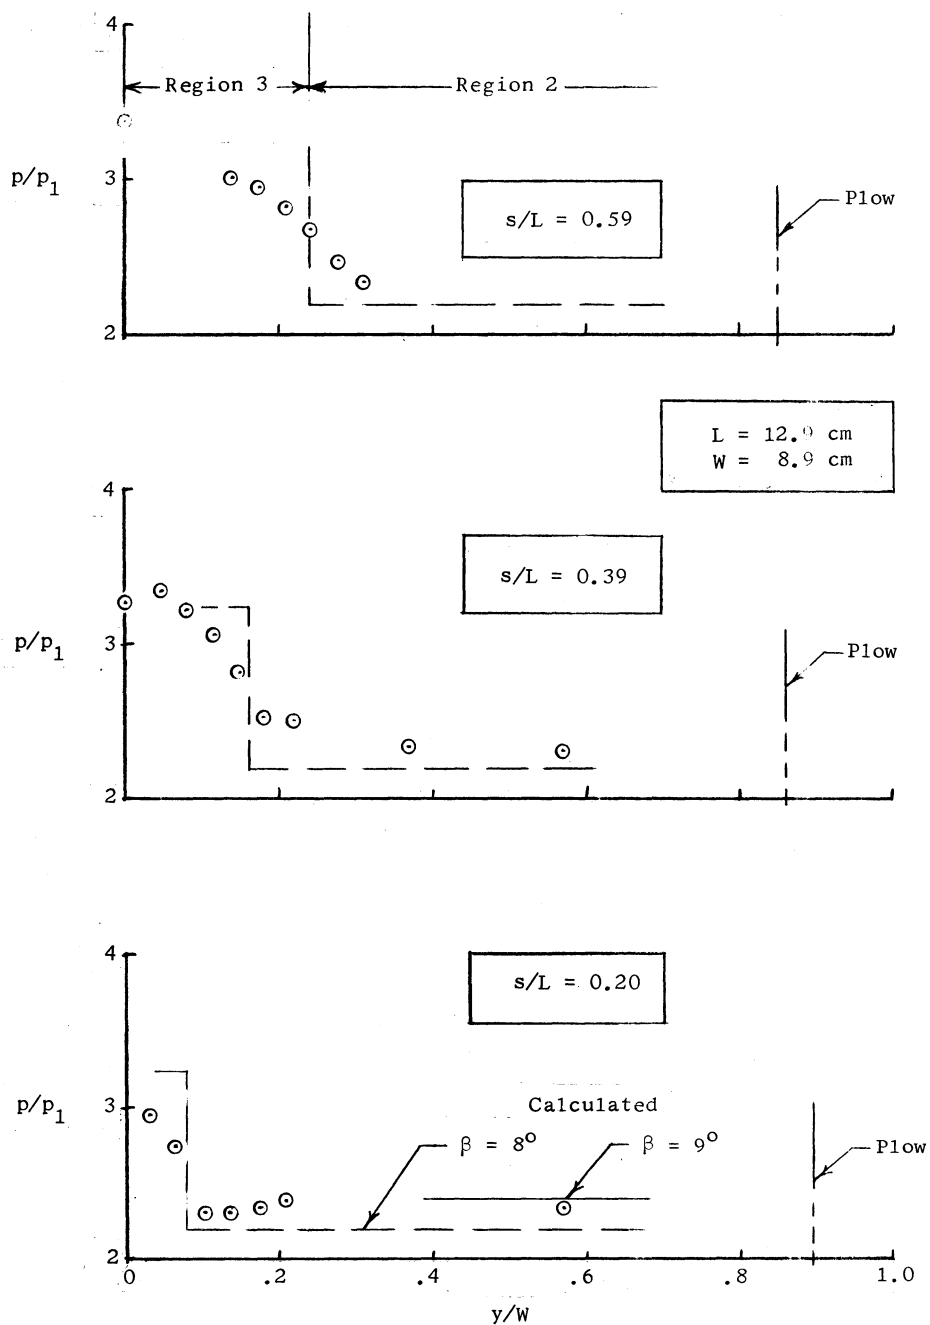 4
Region 3
Region 2
p/p1
3
s/L = 0.59
Plow
2
L = 12.9 cm
W = 8.9 cm
4
s/L = 0.39
p/p1
3
Plow
2
4
s/L = 0.20
p/p1
3
Calculated
β = 8°
β = 9°
Plow
2
0
.2
.4
.6
.8
1.0
y/W